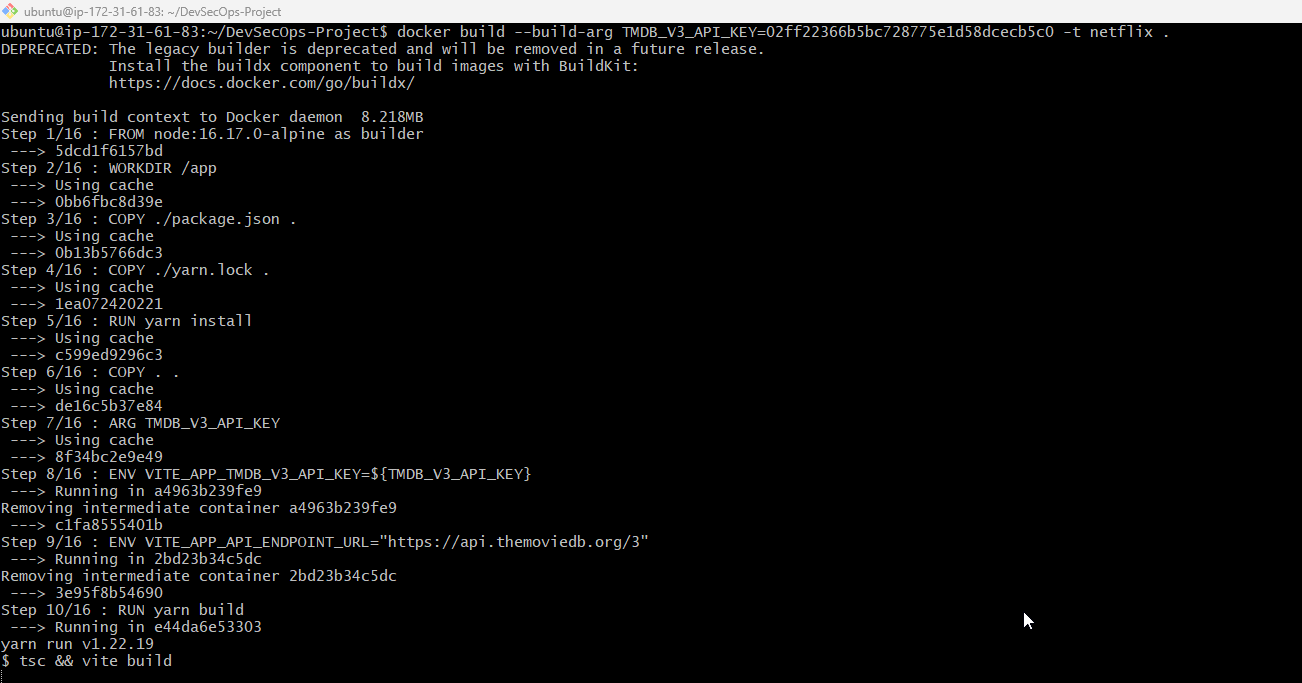 ubuntu@ip-172-31-61-83: ~/DevSecOps-Project
ubuntu@ip-172-31-61-83:~/DevSecOps-Project$ docker build --build-arg TMDB_V3_API_KEY=02ff22366b5bc728775e1d58dcecb5c0 -t netflix .
DEPRECATED: The legacy builder is deprecated and will be removed in a future release.
            Install the buildx component to build images with BuildKit:
            https://docs.docker.com/go/buildx/

Sending build context to Docker daemon  8.218MB
Step 1/16 : FROM node:16.17.0-alpine as builder
 ---> 5dcd1f6157bd
Step 2/16 : WORKDIR /app
 ---> Using cache
 ---> 0bb6fbc8d39e
Step 3/16 : COPY ./package.json .
 ---> Using cache
 ---> 0b13b5766dc3
Step 4/16 : COPY ./yarn.lock .
 ---> Using cache
 ---> 1ea072420221
Step 5/16 : RUN yarn install
 ---> Using cache
 ---> c599ed9296c3
Step 6/16 : COPY . .
 ---> Using cache
 ---> de16c5b37e84
Step 7/16 : ARG TMDB_V3_API_KEY
 ---> Using cache
 ---> 8f34bc2e9e49
Step 8/16 : ENV VITE_APP_TMDB_V3_API_KEY=${TMDB_V3_API_KEY}
 ---> Running in a4963b239fe9
Removing intermediate container a4963b239fe9
 ---> c1fa8555401b
Step 9/16 : ENV VITE_APP_API_ENDPOINT_URL="https://api.themoviedb.org/3"
 ---> Running in 2bd23b34c5dc
Removing intermediate container 2bd23b34c5dc
 ---> 3e95f8b54690
Step 10/16 : RUN yarn build
 ---> Running in e44da6e53303
yarn run v1.22.19
$ tsc && vite build